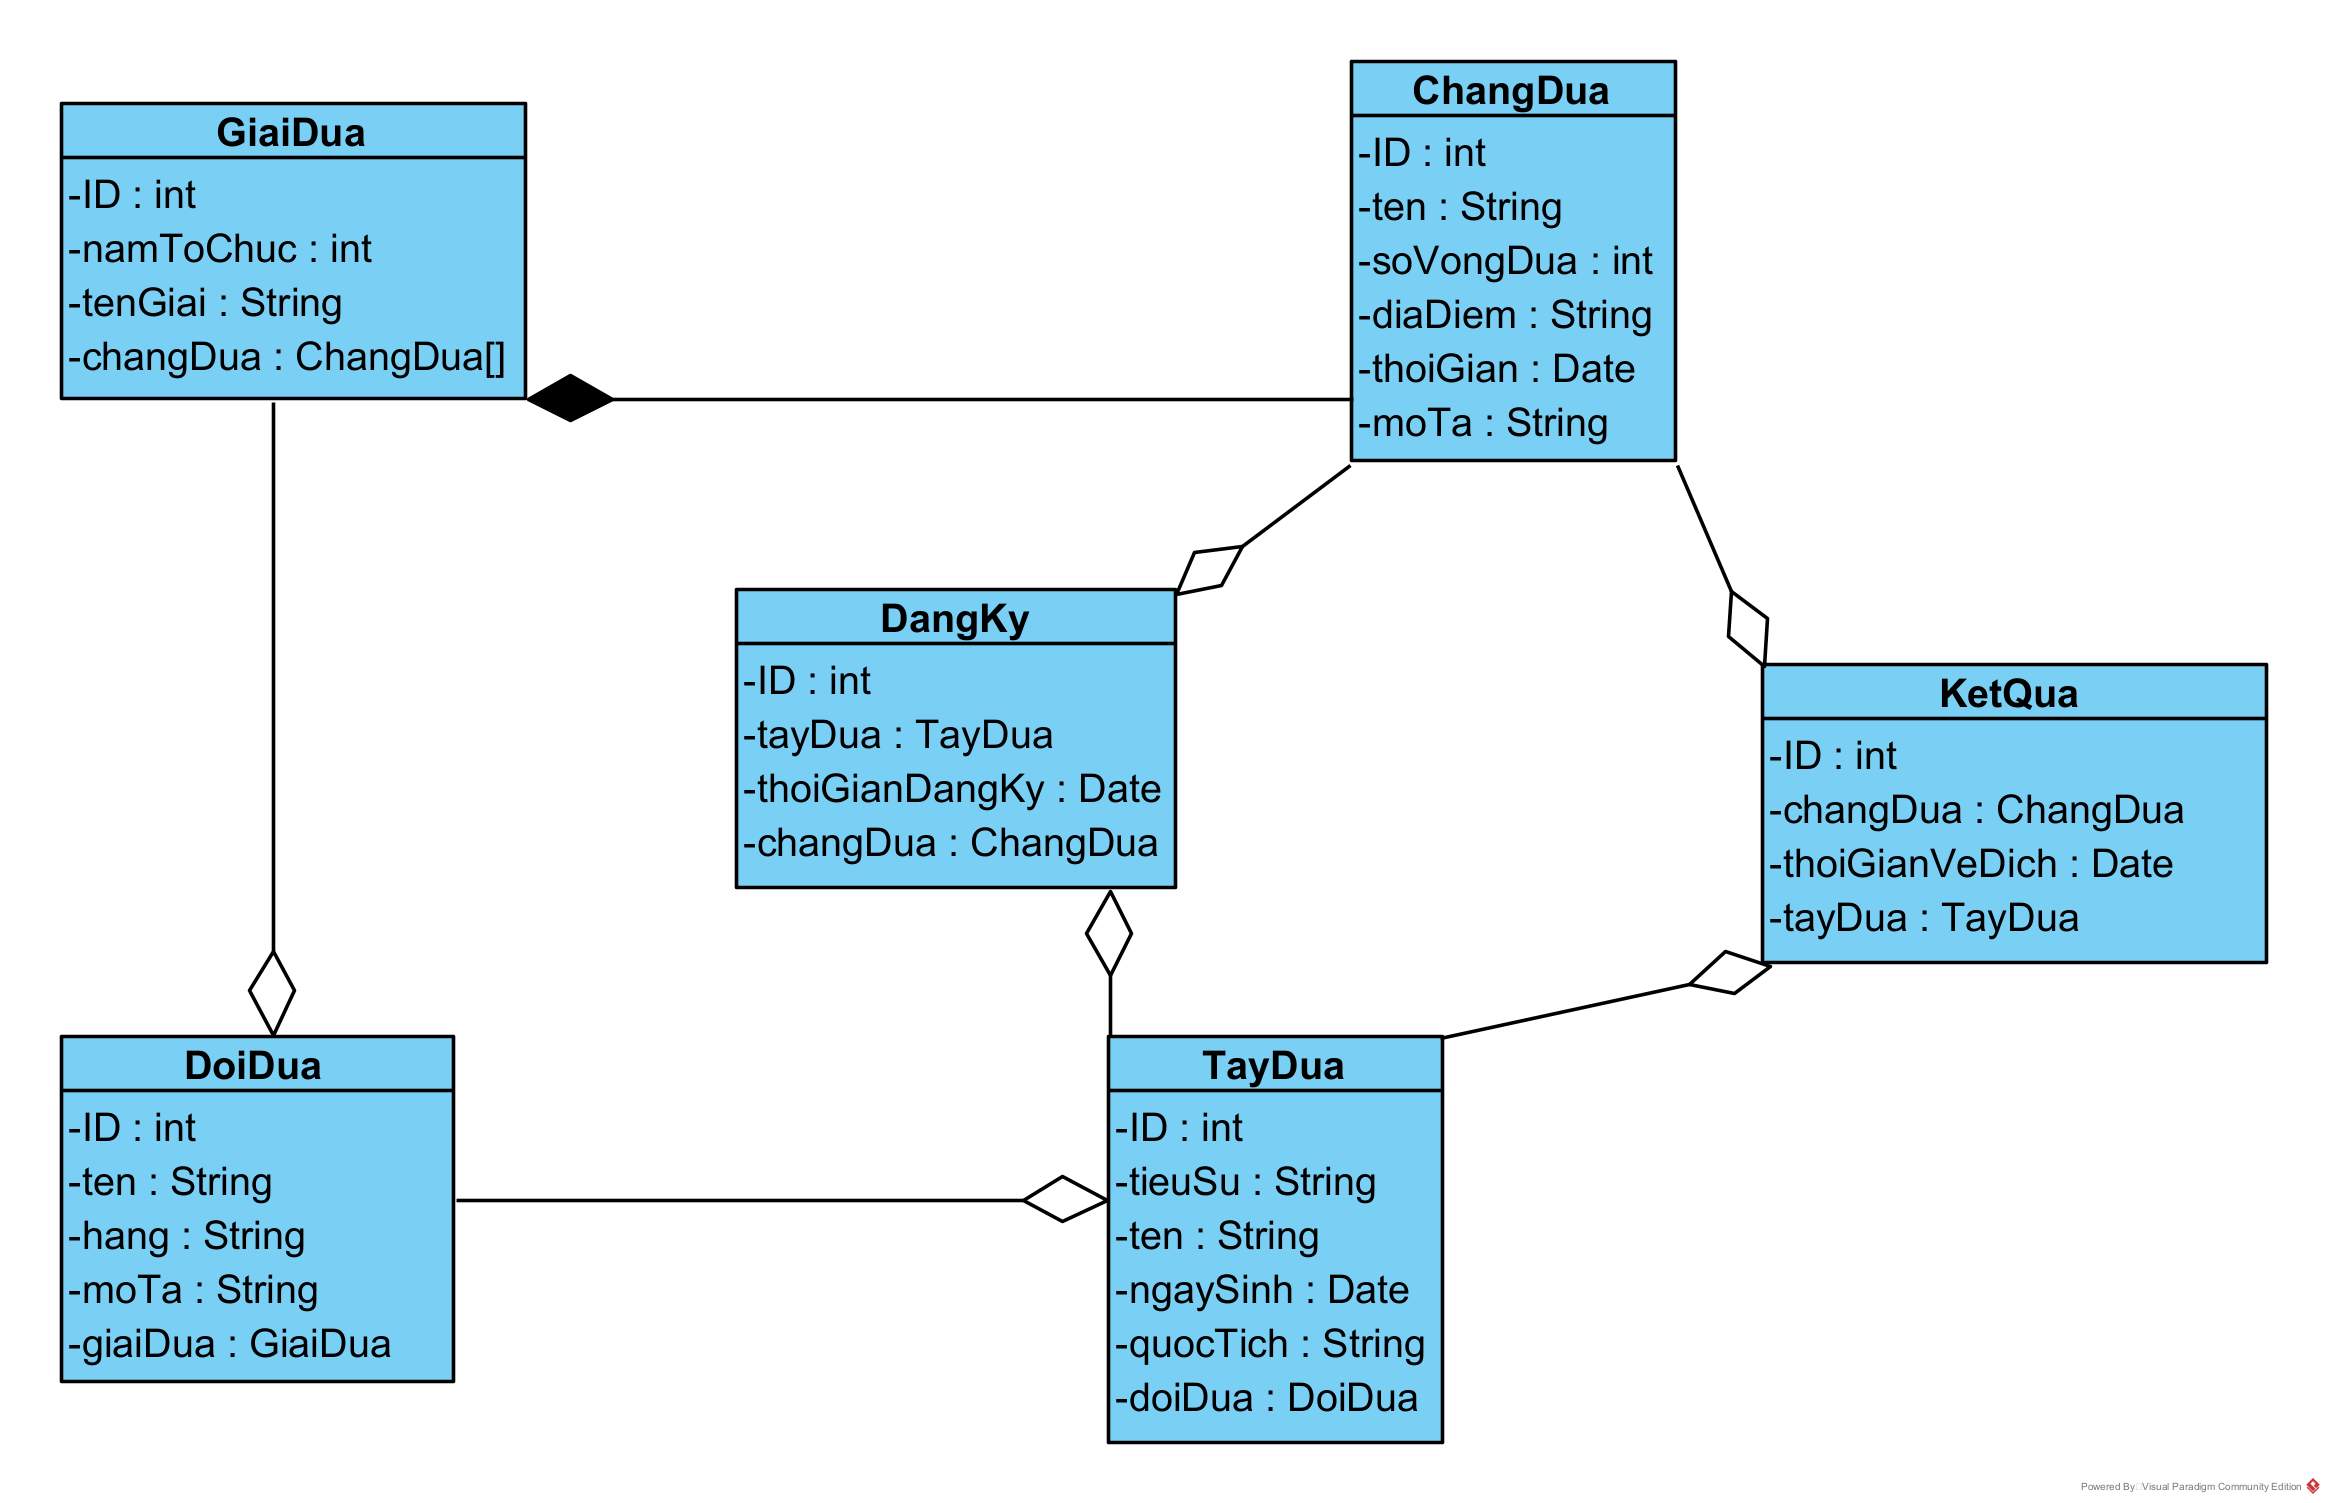 GiaiDua
-ID : int
-namToChuc : int
-tenGiai : String
-changDua : ChangDua[]
ChangDua
-ID : int
-ten : String
-soVongDua : int
-diaDiem : String
-thoiGian : Date
-moTa : String
DangKy
-ID : int
-tayDua : TayDua
-thoiGianDangKy : Date
-changDua : ChangDua
KetQua
-ID : int
-changDua : ChangDua
-thoiGianVeDich : Date
-tayDua : TayDua
DoiDua
-ID : int
-ten : String
-hang : String
-moTa : String
-giaiDua : GiaiDua
TayDua
-ID : int
-tieuSu : String
-ten : String
-ngaySinh : Date
-quocTich : String
-doiDua : DoiDua
Powered By Visual Paradigm Community Edition